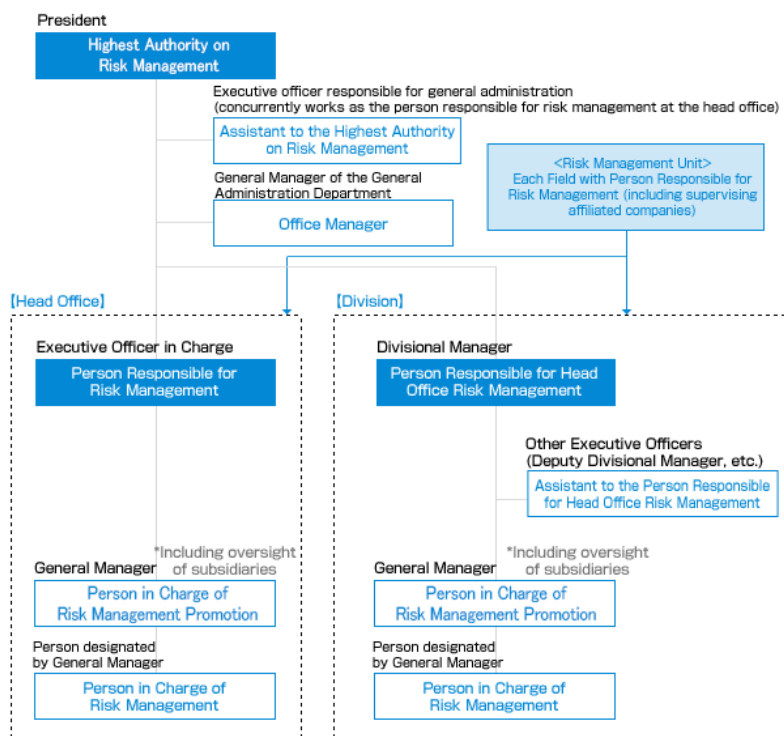 President
Highest Authority on
Risk Management
Executive officer responsible for general administration
(concurrently works as the person responsible for risk management at the head office)
Assistant to the Highest Authority
on Risk Management
General Manager of the General
Administration Department
Office Manager
<Risk Management Unit>
Each Field with Person Responsible for
Risk Management (including supervising
affiliated companies)
【Head Office】
Executive Officer in Charge
Person Responsible for
Risk Management
*Including oversight
of subsidiaries
General Manager
Person in Charge of
Risk Management Promotion
Person designated
by General Manager
Person in Charge of
Risk Management
【Division】
Divisional Manager
Person Responsible for Head
Office Risk Management
Other Executive Officers
(Deputy Divisional Manager, etc.)
Assistant to the Person Responsible
for Head Office Risk Management
*Including oversight
of subsidiaries
General Manager
Person in Charge of
Risk Management Promotion
Person designated
by General Manager
Person in Charge of
Risk Management